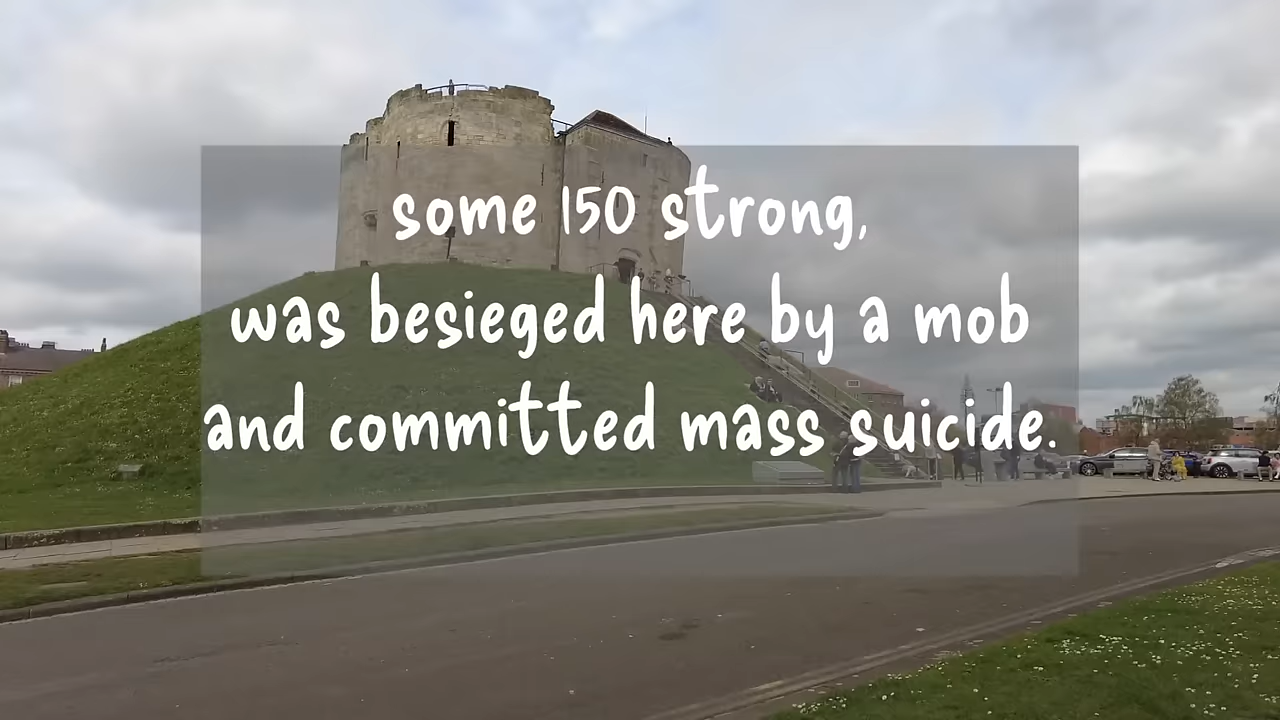 some 150 strong,
was besieged here by a mob
and committed mass suicide.